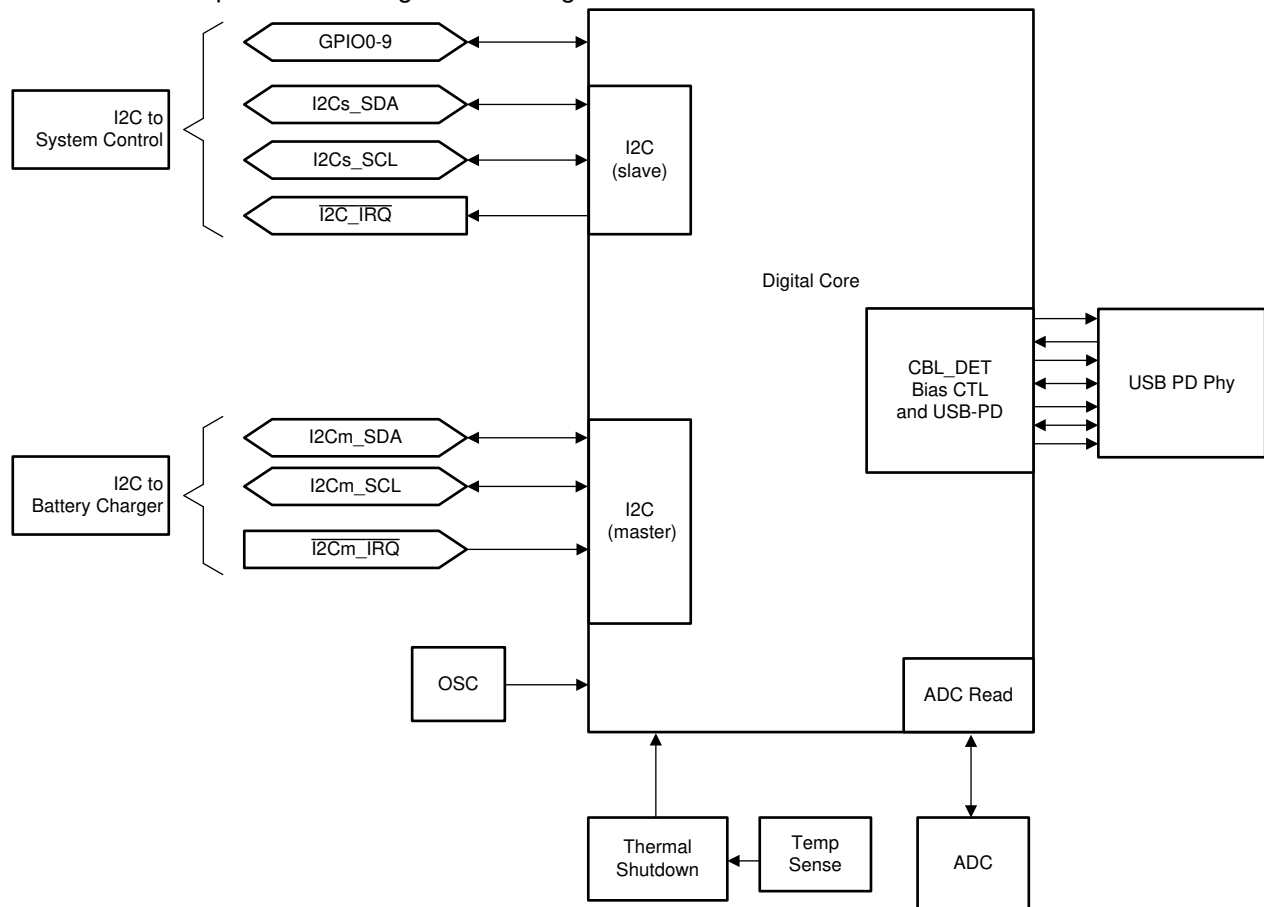 GPIO0-9
I2C to
System Control
I2Cs_SDA
I2Cs_SCL
I2C_IRQ
I2C
(slave)
Digital Core
CBL_DET
Bias CTL
and USB-PD
USB PD Phy
I2C to
Battery Charger
I2Cm_SDA
I2Cm_SCL
I2Cm_IRQ
I2C
(master)
OSC
ADC Read
Thermal
Shutdown
Temp
Sense
ADC